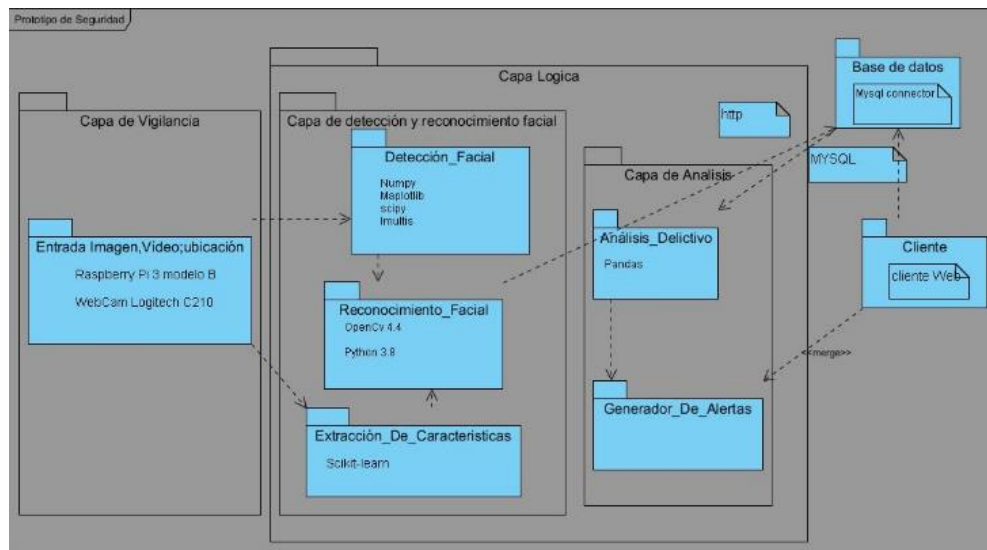 Prototipo de Seguridad
Capa Logica
Capa de Vigilancia
Capa de detección y reconocimiento facial
Detección_Facial
Numpy
Maplotlib
scipy
Imultis
Entrada Imagen,Video;ubicación
Raspberry Pi 3 modelo B
WebCam Logitech C210
Reconocimiento_Facial
OpenCv 4.4
Python 3.8
Extracción_De_Caracteristicas
Scikit-learn
http
Capa de Analisis
Análisis_Delictivo
Pandas
Generador_De_Alertas
Base de datos
Mysql connector
MYSQL
Cliente
cliente Web
<<merge>>